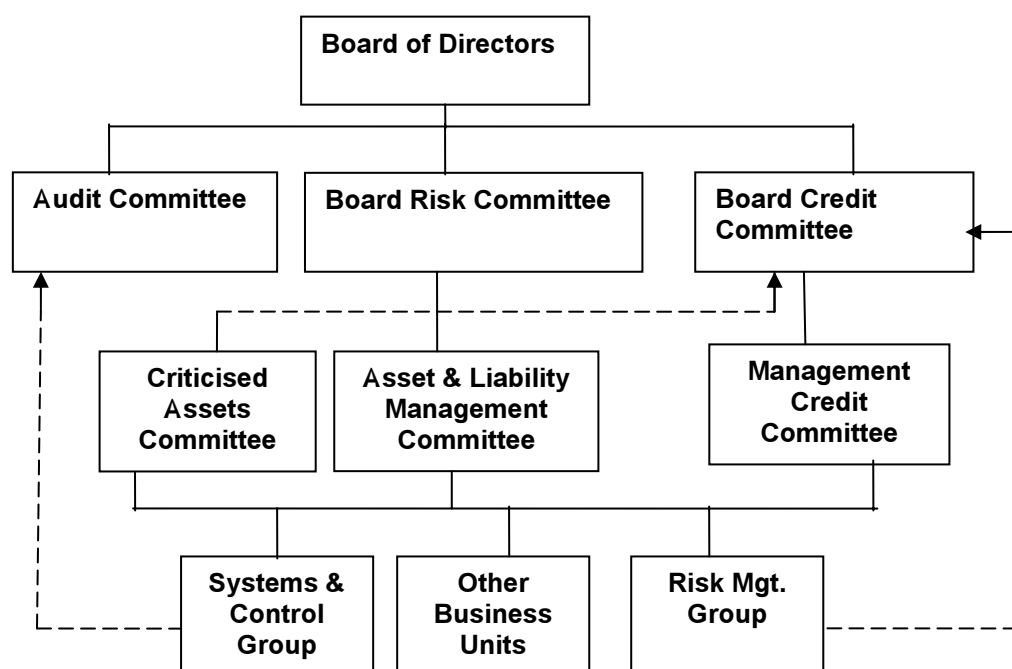 Board of Directors
Audit Committee
Board Risk Committee
Board Credit
Committee
Criticised
Assets
Committee
Asset & Liability
Management
Committee
Management
Credit
Committee
Systems &
Control
Group
Other
Business
Units
Risk Mgt.
Group